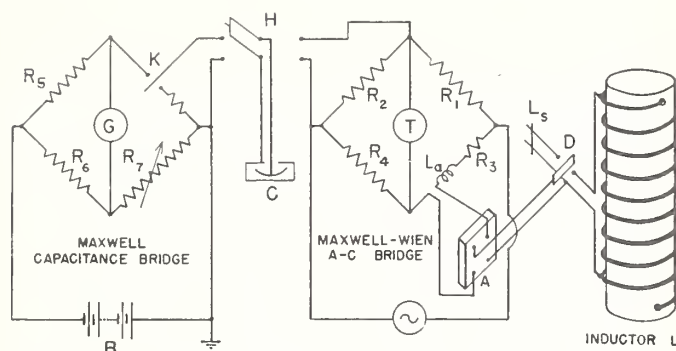 H
K
R5
R2
R1
Ls
G
T
D
R6
R7
R4
La
R3
C
A
MAXWELL
CAPACITANCE BRIDGE
MAXWELL-WIEN
A-C BRIDGE
B
INDUCTOR L